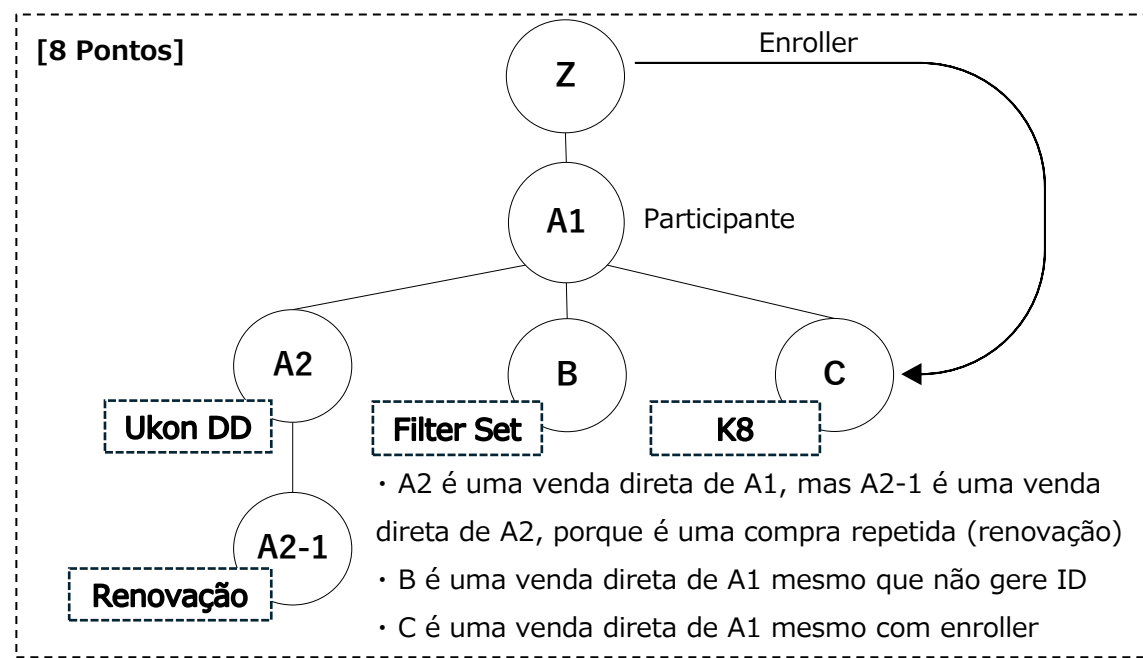 [8 Pontos]
Enroller
Z
A1
Participante
A2
B
C
Ukon DD
Filter Set
K8
・A2 é uma venda direta de A1, mas A2-1 é uma venda
direta de A2, porque é uma compra repetida (renovação)
A2-1
Renovação
・B é uma venda direta de A1 mesmo que não gere ID
・C é uma venda direta de A1 mesmo com enroller